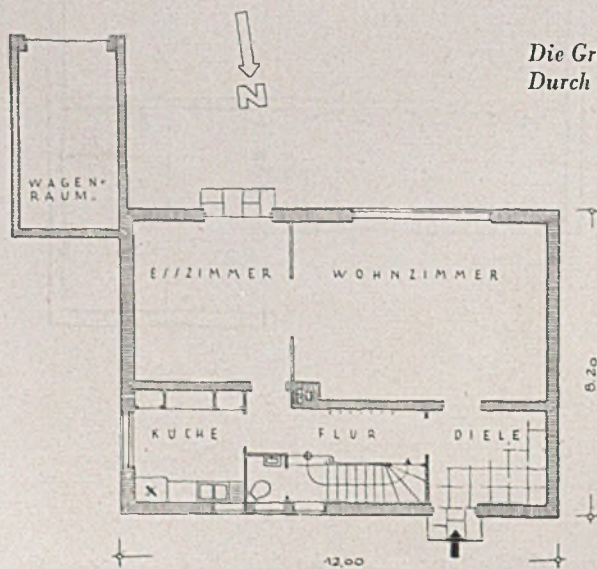 Die Gr
Durch
N
WAGEN-
RAUM.
ESSZIMMER
WOHNZIMMER
8.20
KÜCHE
FLUR
DIELE
X
12,00